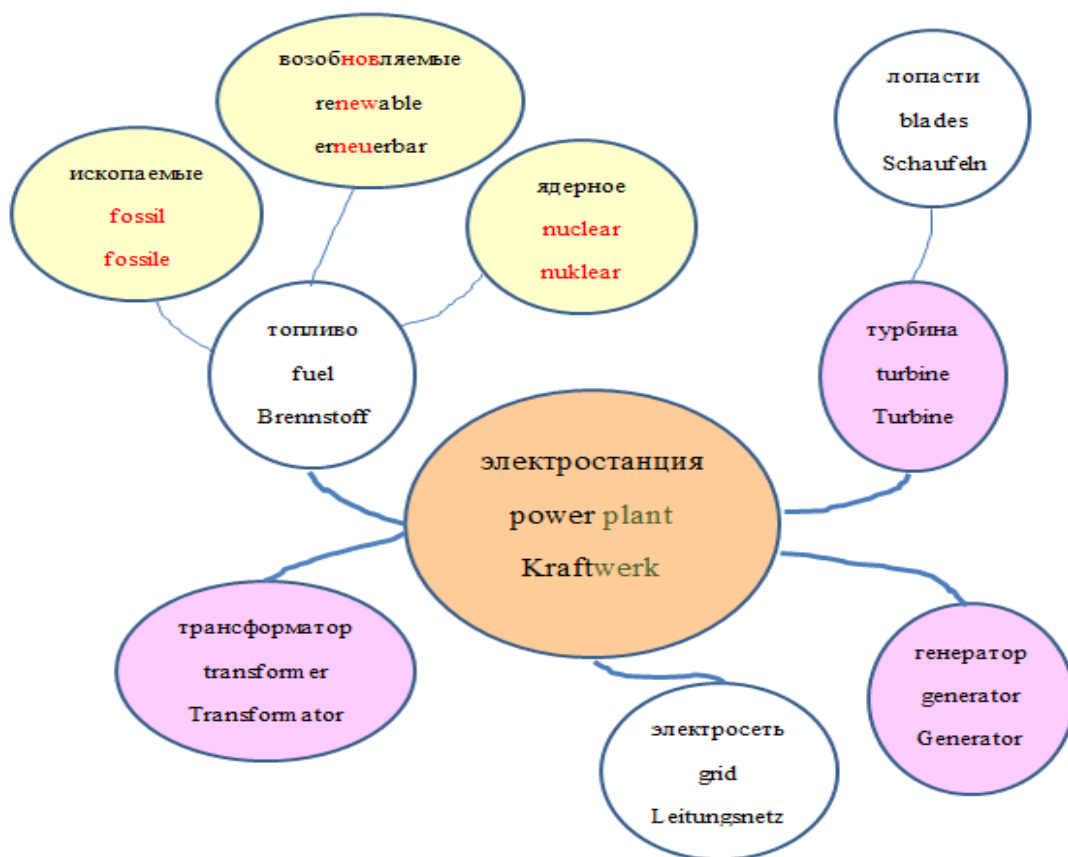 возобновляемые
renewable
erneuerbar
лопасти
blades
Schaufeln
ископаемые
fossil
fossile
ядерное
nuclear
nuklear
топливо
fuel
Brennstoff
турбина
turbine
Turbine
электростанция
power plant
Kraftwerk
трансформатор
transformer
Transformator
генератор
generator
Generator
электросеть
grid
Leitungsnetz